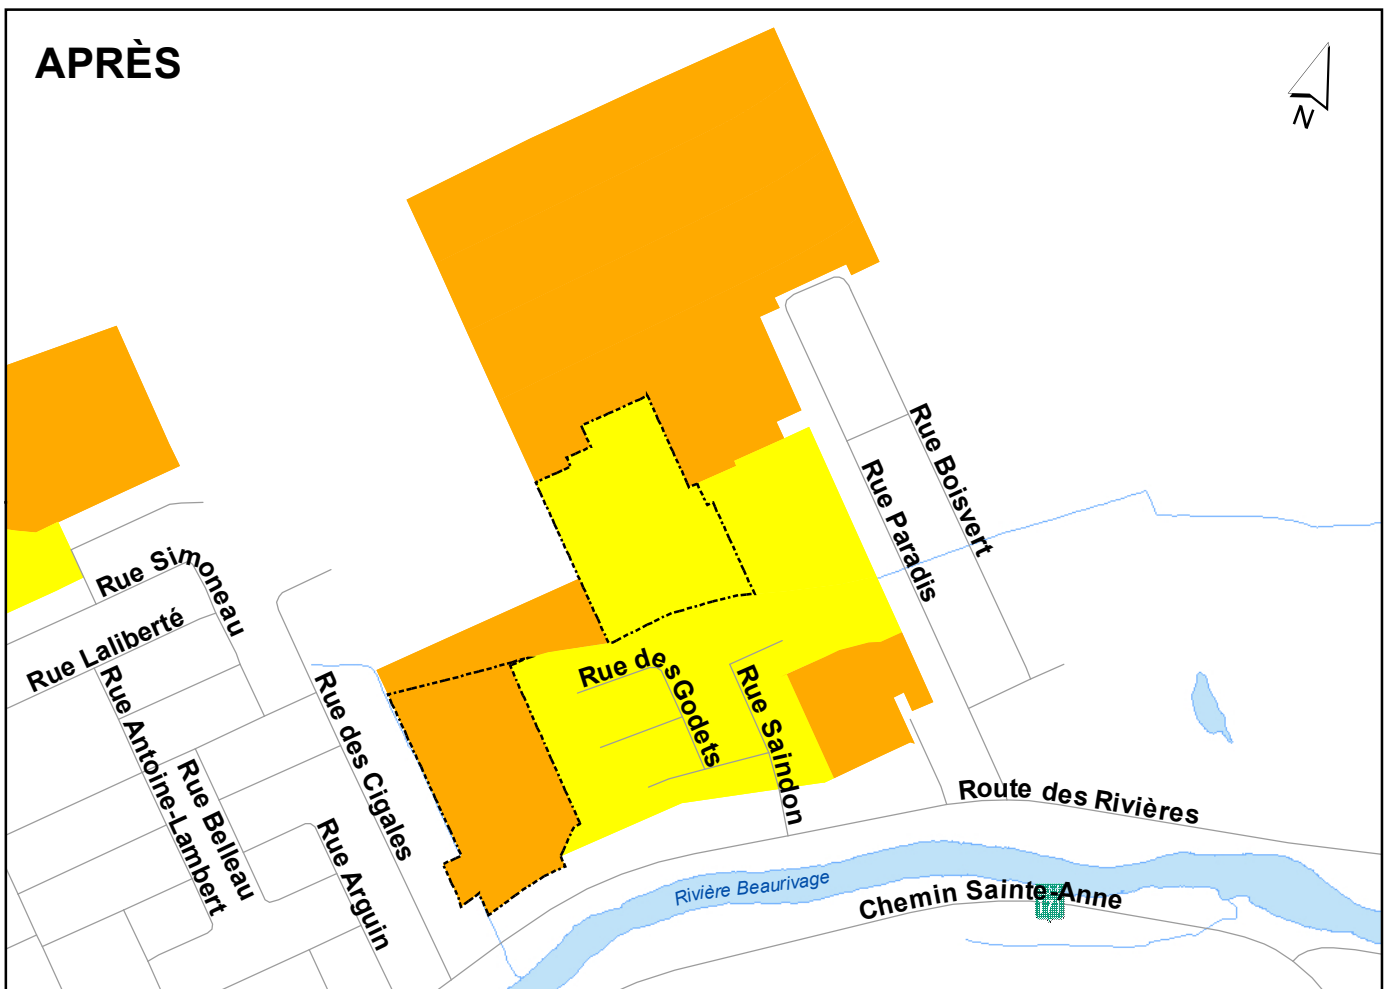 APRÈS
N
Rue Boisvert
Rue Paradis
Rue Simoneau
Rue Laliberté
Rue des Godets
Rue Saindon
Rue Antoine-Lambert
Rue des Cigales
Rue Belleau
Rue Arguin
Route des Rivières
Rivière Beaurivage
Chemin Sainte-Anne